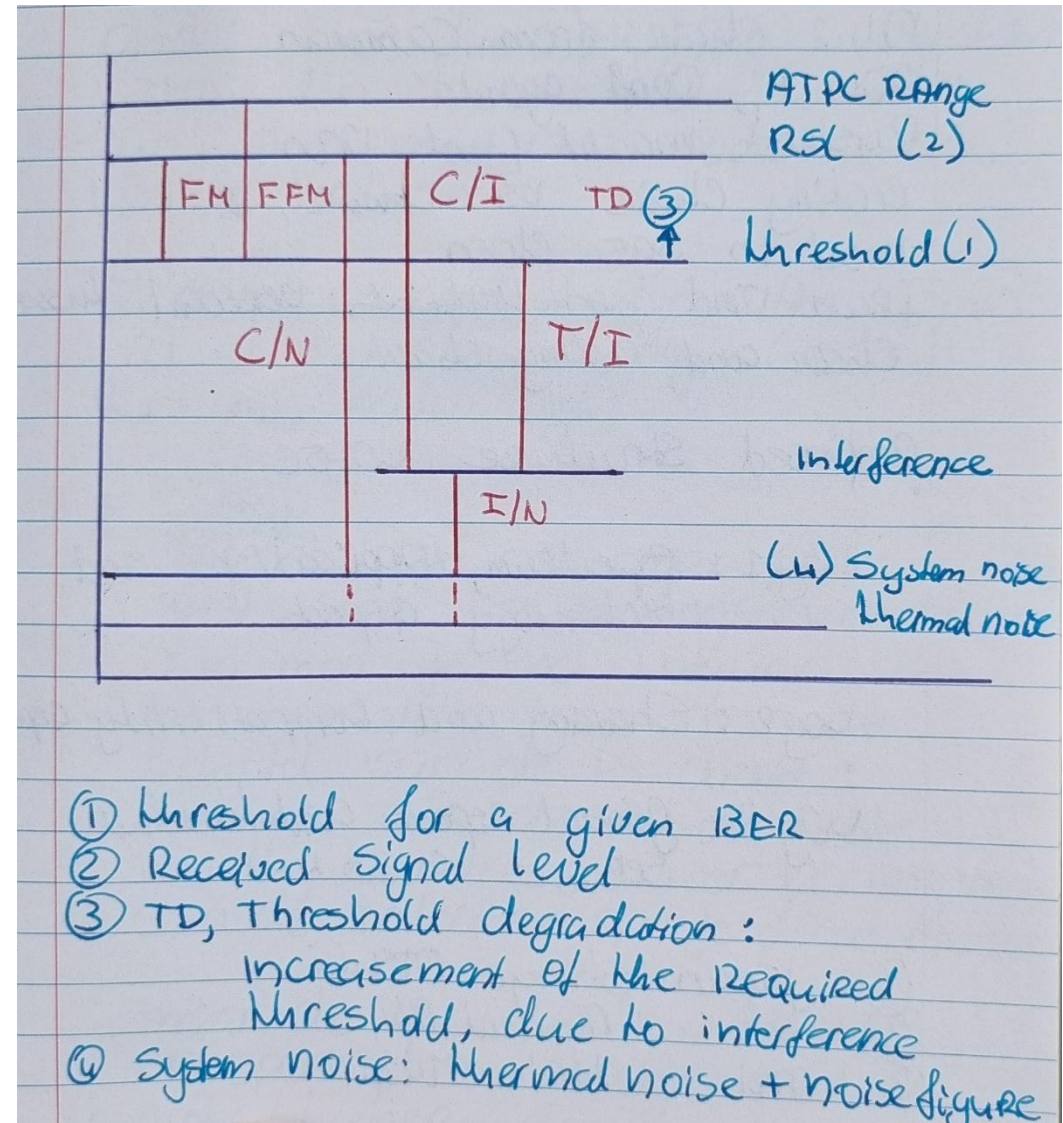 ATPC Range
RSL (2)
FM FFM C/I TD ③
threshold (1)
C/N T/I
interference
I/N
(4) System noise
thermal noise
① threshold for a given BER
② Received signal level
③ TD, Threshold degradation :
increasement of the Required
threshold, due to interference
④ System noise: thermal noise + noise figure